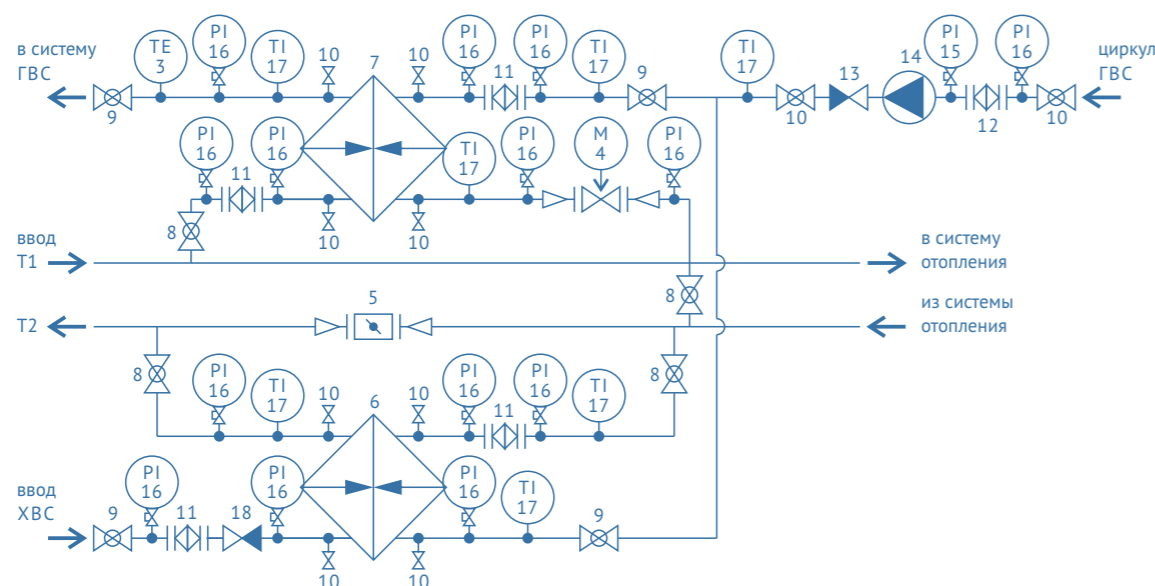 в систему
ГВС
9
TE
3
PI
16
TI
17
10
7
10
PI
16
11
PI
16
TI
17
9
TI
17
10
13
14
PI
15
12
PI
16
10
циркул
ГВС
8
PI
16
11
PI
16
10
10
TI
17
PI
16
M
4
PI
16
ввод
Т1
в систему
отопления
8
Т2
5
из системы
отопления
8
PI
16
TI
17
10
6
10
PI
16
11
PI
16
TI
17
8
ввод
ХВС
9
PI
16
11
18
PI
16
10
10
PI
16
TI
17
9